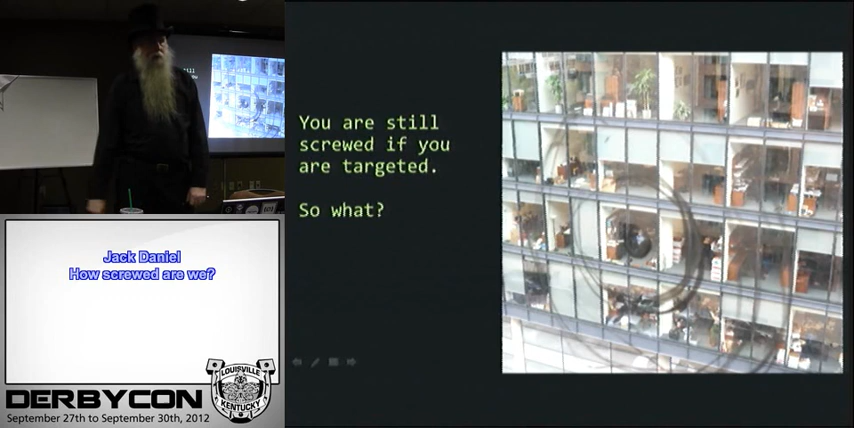 You are still
screwed if you
are targeted.
So what?
Jack Daniel
How screwed are we?
LOUISVILLE
KENTUCKY
DERBYCON
September 27th to September 30th, 2012